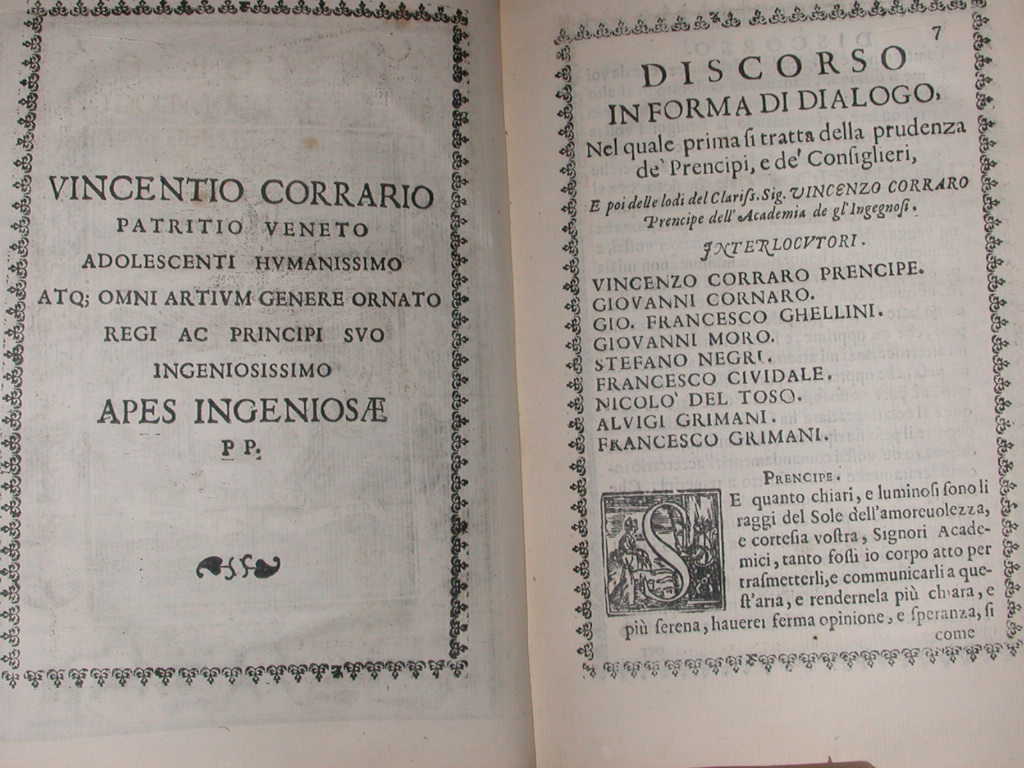 VINCENTIO CORRARIO
PATRITIO VENETO
ADOLESCENTI HVMANISSIMO
ATQ; OMNI ARTIVM GENERE ORNATO
REGI AC PRINCIPI SVO
INGENIOSISSIMO
APES INGENIOSÆ
P P.
7
DISCORSO
IN FORMA DI DIALOGO,
Nel quale prima ſi tratta della prudenza
de' Prencipi, e de' Conſiglieri,
E poi delle lodi del Clariſs. Sig. VINCENZO CORRARO
Prencipe dell'Academia de gl'Ingegnoſi.
INTERLOCVTORI.
VINCENZO CORRARO PRENCIPE.
GIOVANNI CORNARO.
GIO. FRANCESCO GHELLINI.
GIOVANNI MORO.
STEFANO NEGRI.
FRANCESCO CIVIDALE.
NICOLO' DEL TOSO.
ALVIGI GRIMANI.
FRANCESCO GRIMANI.
PRENCIPE.
SE quanto chiari, e luminoſi ſono li
raggi del Sole dell'amoreuolezza,
e corteſia voſtra, Signori Acade-
mici, tanto foſſi io corpo atto per
traſmetterli, e communicarli a que-
ſt'aria, e rendernela più chiara, e
più ſerena, hauerei ferma opinione, e ſperanza, ſi
come